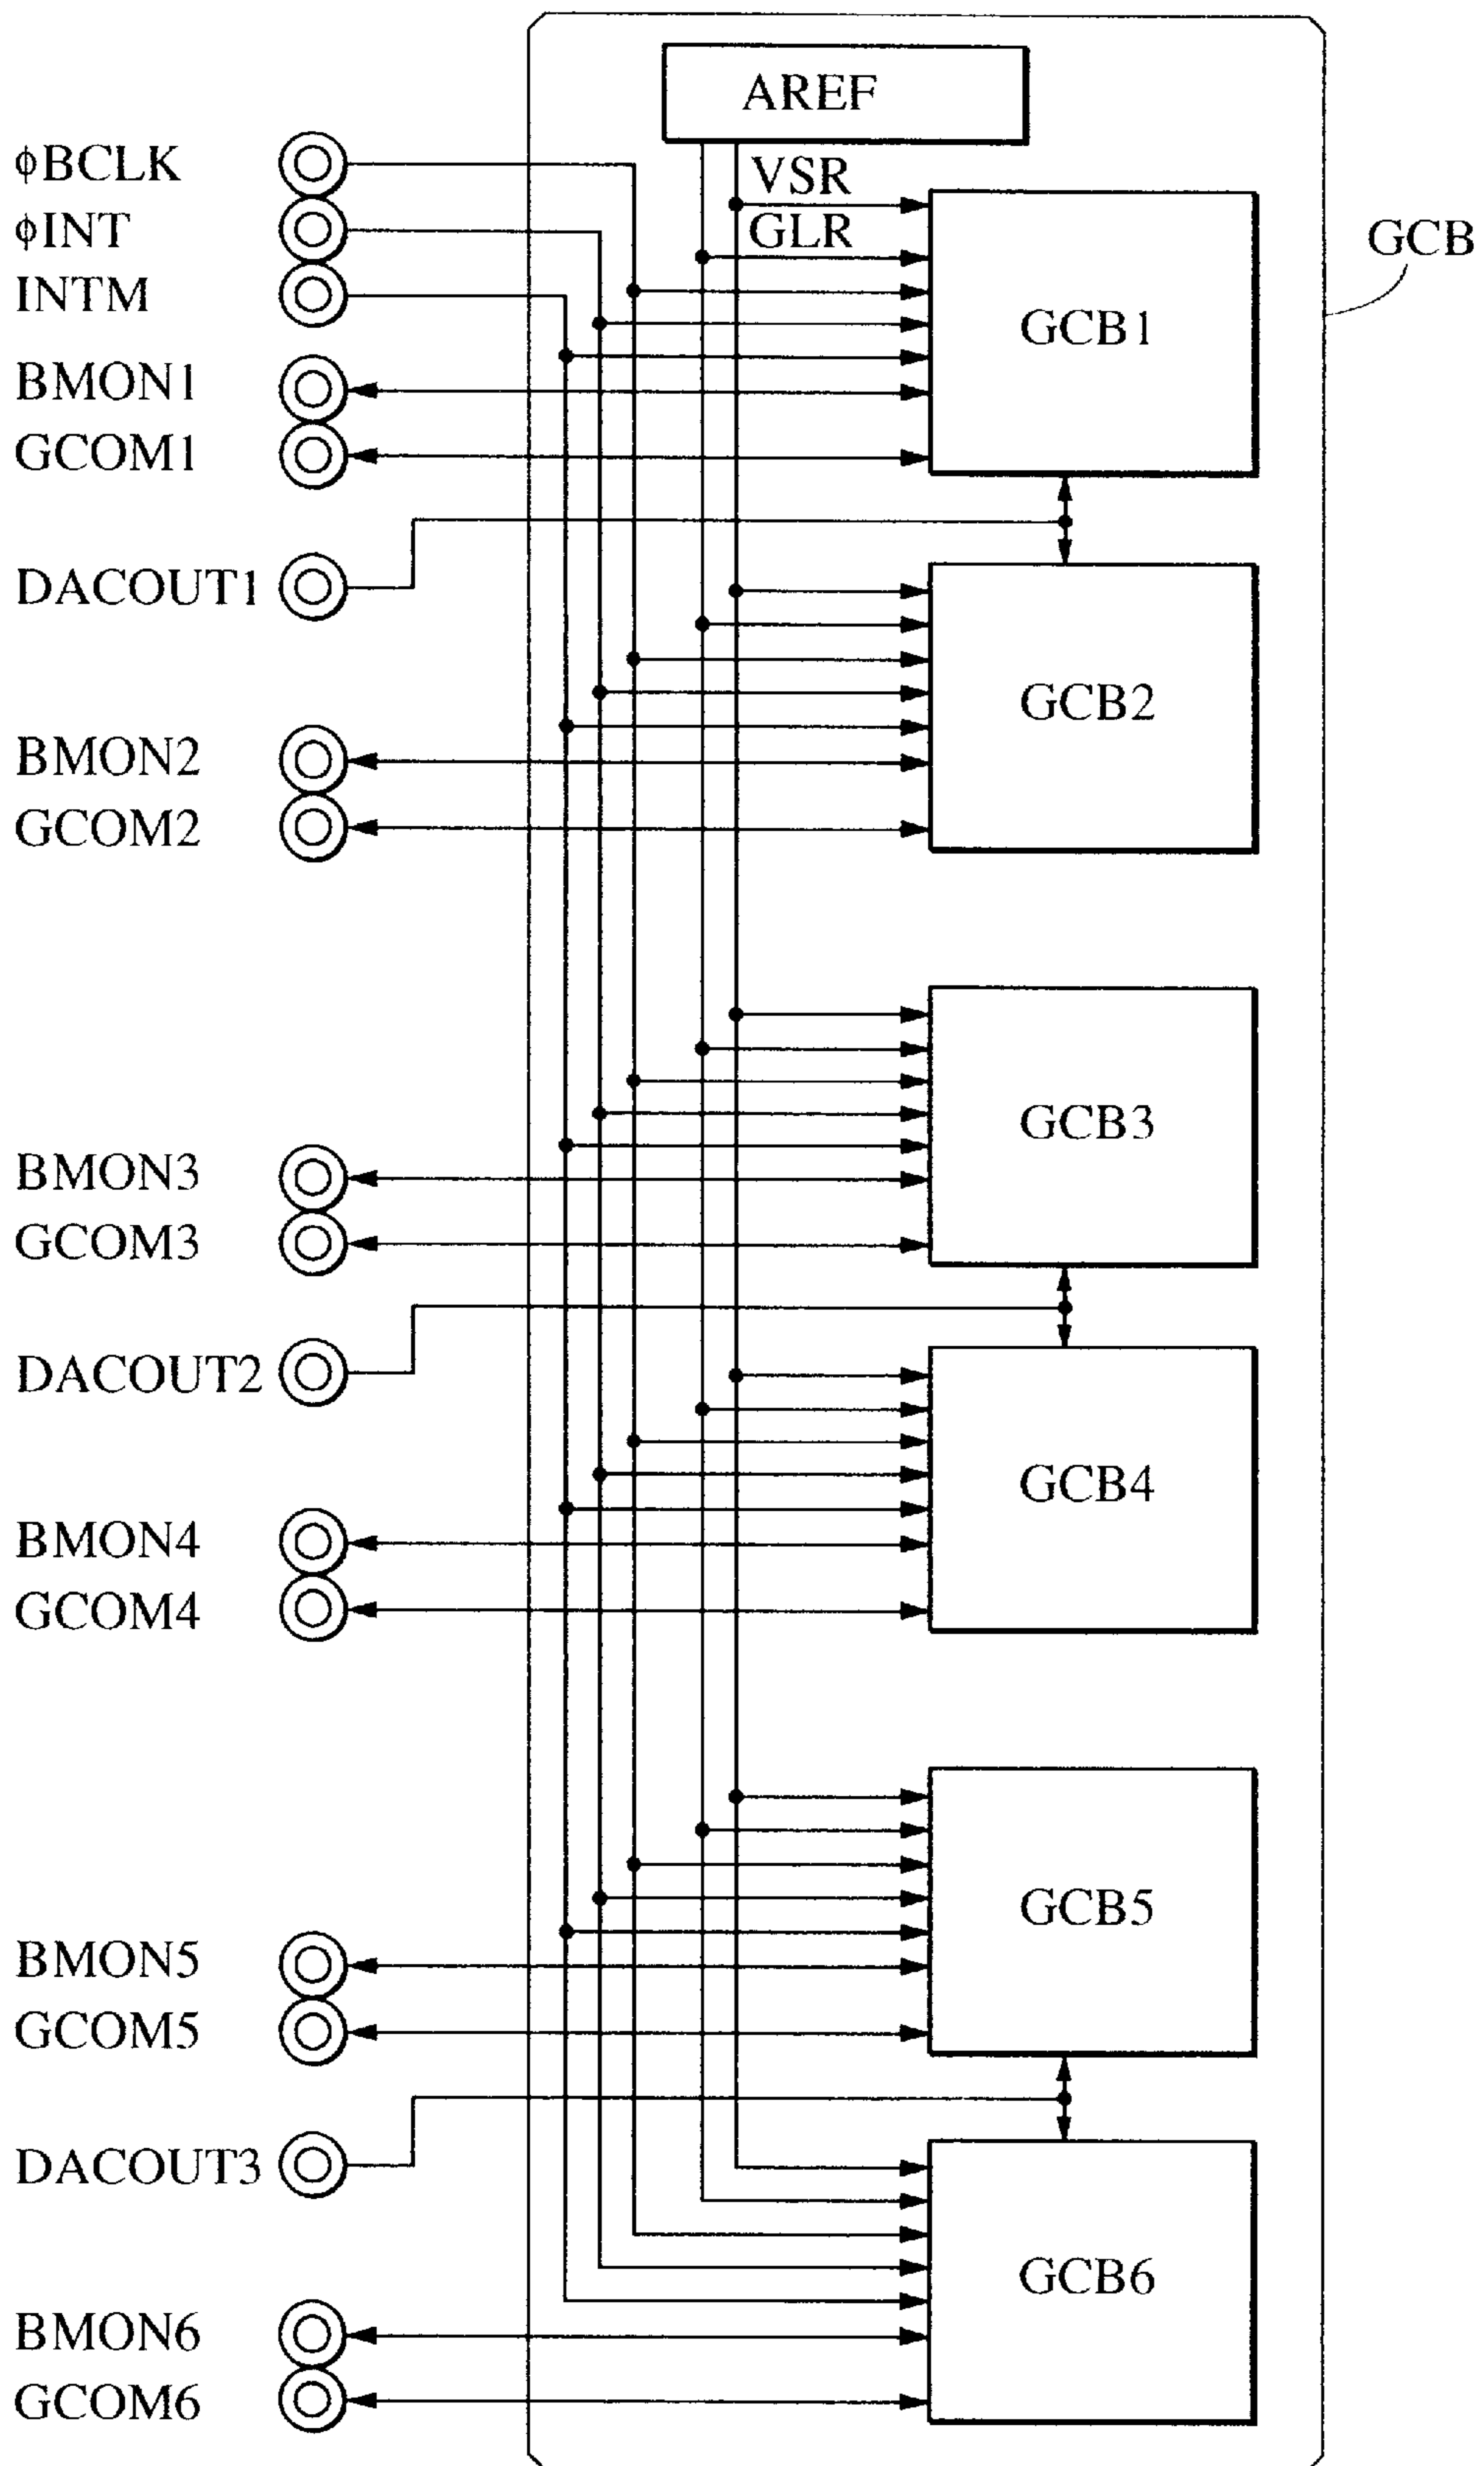 AREF
ϕBCLK
VSR
ϕINT
GLR
GCB
INTM
GCB1
BMON1
GCOM1
DACOUT1
GCB2
BMON2
GCOM2
GCB3
BMON3
GCOM3
DACOUT2
GCB4
BMON4
GCOM4
GCB5
BMON5
GCOM5
DACOUT3
GCB6
BMON6
GCOM6